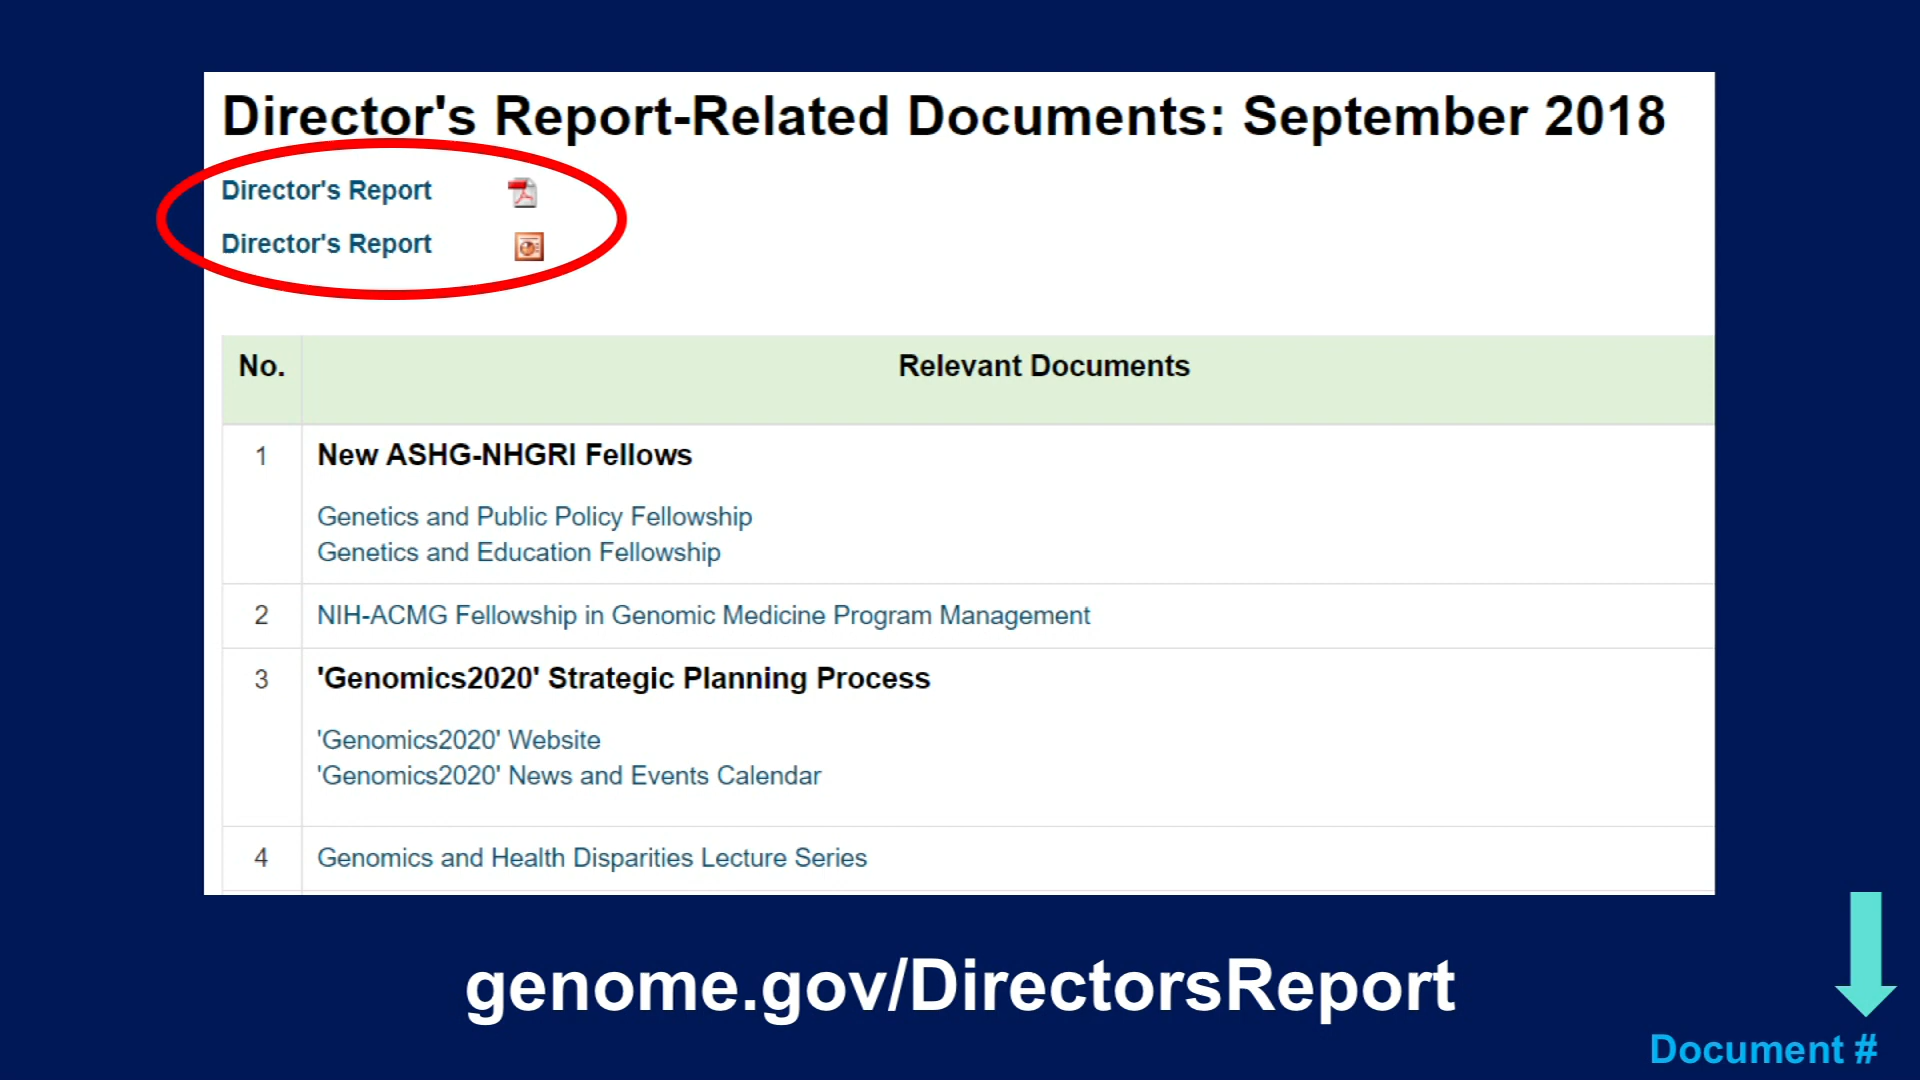 Director's Report-Related Documents: September 2018
Director's Report
Director's Report
No. Relevant Documents
1 New ASHG-NHGRI Fellows
Genetics and Public Policy Fellowship
Genetics and Education Fellowship
2 NIH-ACMG Fellowship in Genomic Medicine Program Management
3 'Genomics2020' Strategic Planning Process
'Genomics2020' Website
'Genomics2020' News and Events Calendar
4 Genomics and Health Disparities Lecture Series
genome.gov/DirectorsReport
Document #